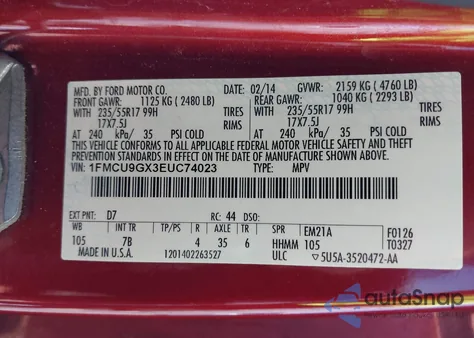 MFD. BY FORD MOTOR CO.
DATE: 02/14 GVWR: 2159 KG ( 4760 LB)
FRONT GAWR: 1125 KG ( 2480 LB) REAR GAWR: 1040 KG ( 2293 LB)
WITH 235/55R17 99H TIRES WITH 235/55R17 99H TIRES
17X7.5J RIMS 17X7.5J RIMS
AT 240 kPa/ 35 PSI COLD AT 240 kPa/ 35 PSI COLD
THIS VEHICLE CONFORMS TO ALL APPLICABLE FEDERAL MOTOR VEHICLE SAFETY,
BUMPER, AND THEFT PREVENTION STANDARDS IN EFFECT ON THE DATE OF MANUFACTURE SHOWN ABOVE.
VIN: 1FMCU9GX3EUC74023 TYPE: MPV
EXT PNT: D7 RC: 44 DSO:
WB INT TR TP/PS R AXLE TR SPR EM21A F0126
105 7B 4 35 6 HHMM 105 T0327
MADE IN U.S.A. 1201402263527 ULC 5U5A-3520472-AA
autoSnap